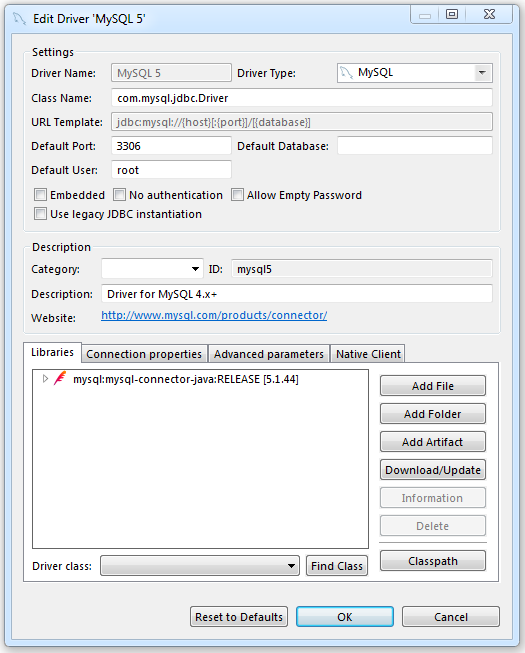 Edit Driver 'MySQL 5'
Settings
Driver Name: MySQL 5 Driver Type: MySQL
Class Name: com.mysql.jdbc.Driver
URL Template: jdbc:mysql://{host}[:{port}]/[{database}]
Default Port: 3306 Default Database:
Default User: root
Embedded No authentication Allow Empty Password
Use legacy JDBC instantiation
Description
Category: ID: mysql5
Description: Driver for MySQL 4.x+
Website: http://www.mysql.com/products/connector/
Libraries Connection properties Advanced parameters Native Client
mysql:mysql-connector-java:RELEASE [5.1.44]
Add File
Add Folder
Add Artifact
Download/Update
Information
Delete
Classpath
Driver class: Find Class
Reset to Defaults OK Cancel